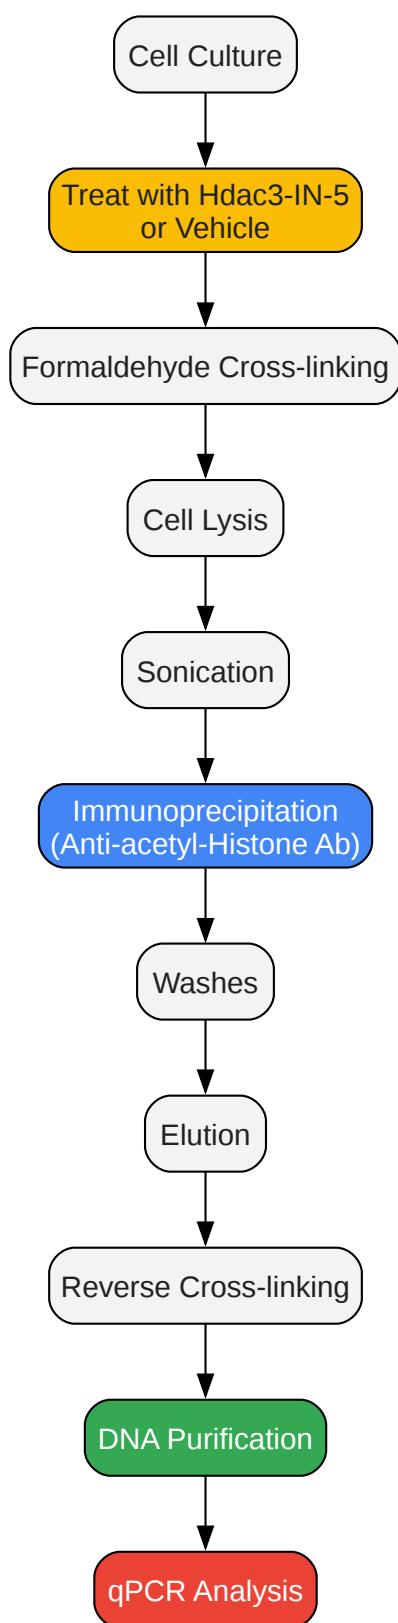 Cell Culture
Treat with Hdac3-IN-5
or Vehicle
Formaldehyde Cross-linking
Cell Lysis
Sonication
Immunoprecipitation
(Anti-acetyl-Histone Ab)
Washes
Elution
Reverse Cross-linking
DNA Purification
qPCR Analysis